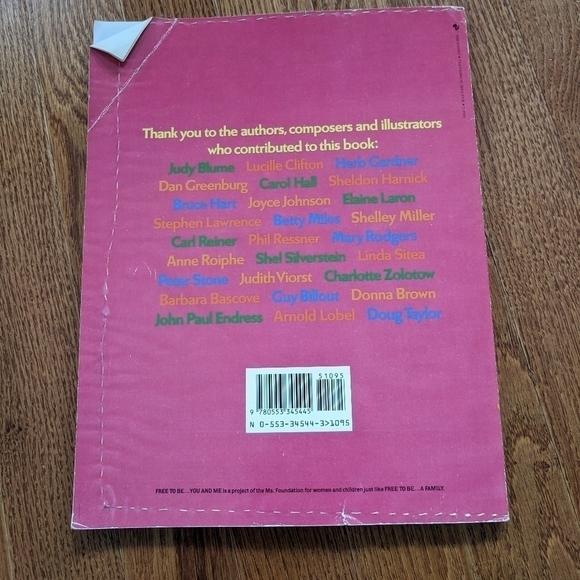 Thank you to the authors, composers and illustrators
who contributed to this book:
Judy Blume Lucille Clifton Herb Gardner
Dan Greenburg Carol Hall Sheldon Harnick
Bruce Hart Joyce Johnson Elaine Laron
Stephen Lawrence Betty Miles Shelley Miller
Carl Reiner Phil Ressner Mary Rodgers
Anne Roiphe Shel Silverstein Linda Sitea
Peter Stone Judith Viorst Charlotte Zolotow
Barbara Bascove Guy Billout Donna Brown
John Paul Endress Arnold Lobel Doug Taylor
51095
9 780553 345445
N 0-553-34544-3>1095
FREE TO BE...YOU AND ME is a project of the Ms. Foundation for women and children just like FREE TO BE...A FAMILY.